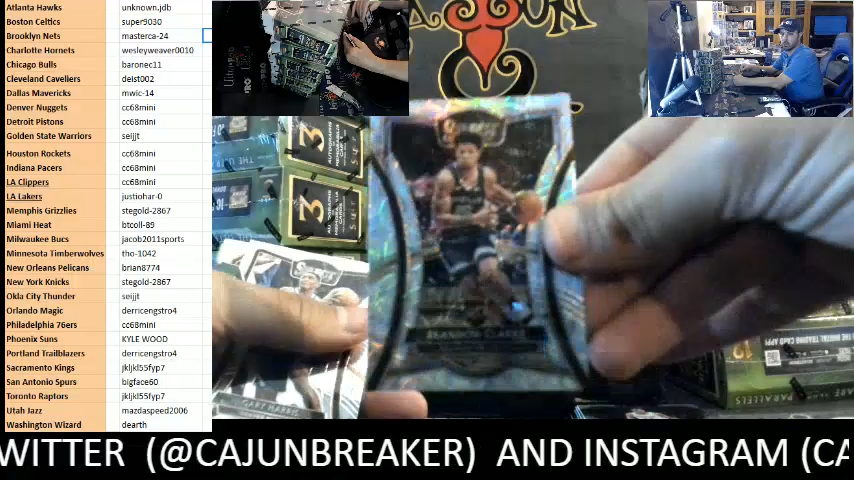 Atlanta Hawks unknown.jdb
Boston Celtics super9030
Brooklyn Nets masterca-24
Charlotte Hornets wesleyweaver0010
Chicago Bulls baronec11
Cleveland Cavaliers deist002
Dallas Mavericks mwic-14
Denver Nuggets cc68mini
Detroit Pistons cc68mini
Golden State Warriors seijjt
Houston Rockets cc68mini
Indiana Pacers cc68mini
LA Clippers cc68mini
LA Lakers justiohar-0
Memphis Grizzlies stegold-2867
Miami Heat btcoll-89
Milwaukee Bucs jacob2011sports
Minnesota Timberwolves tho-1042
New Orleans Pelicans brian8774
New York Knicks stegold-2867
Okla City Thunder seijjt
Orlando Magic derricengstro4
Philadelphia 76ers cc68mini
Phoenix Suns KYLE WOOD
Portland Trailblazers derricengstro4
Sacramento Kings jkljkl55fyp7
San Antonio Spurs bigface60
Toronto Raptors jkljkl55fyp7
Utah Jazz mazdaspeed2006
Washington Wizard dearth
3
3
BRANDON CLARKE
PARALLELS
WITTER (@CAJUNBREAKER) AND INSTAGRAM (CA